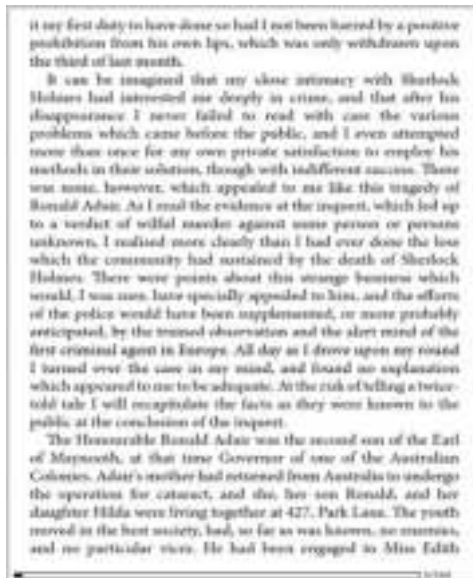 it my first duty to have done so had I not been barred by a positive
prohibition from his own lips, which was only withdrawn upon
the third of last month.
It can be imagined that my close intimacy with Sherlock
Holmes had interested me deeply in crime, and that after his
disappearance I never failed to read with care the various
problems which came before the public, and I even attempted
more than once for my own private satisfaction to employ his
methods in their solution, though with indifferent success. There
was none, however, which appealed to me like this tragedy of
Ronald Adair. As I read the evidence at the inquest, which led up
to a verdict of wilful murder against some person or persons
unknown, I realised more clearly than I had ever done the loss
which the community had sustained by the death of Sherlock
Holmes. There were points about this strange business which
would, I was sure, have specially appealed to him, and the efforts
of the police would have been supplemented, or more probably
anticipated, by the trained observation and the alert mind of the
first criminal agent in Europe. All day as I drove upon my round
I turned over the case in my mind, and found no explanation
which appeared to me to be adequate. At the risk of telling a twice-
told tale I will recapitulate the facts as they were known to the
public at the conclusion of the inquest.
The Honourable Ronald Adair was the second son of the Earl
of Maynooth, at that time Governor of one of the Australian
Colonies. Adair's mother had returned from Australia to undergo
the operation for cataract, and she, her son Ronald, and her
daughter Hilda were living together at 427, Park Lane. The youth
moved in the best society, had, so far as was known, no enemies,
and no particular vices. He had been engaged to Miss Edith